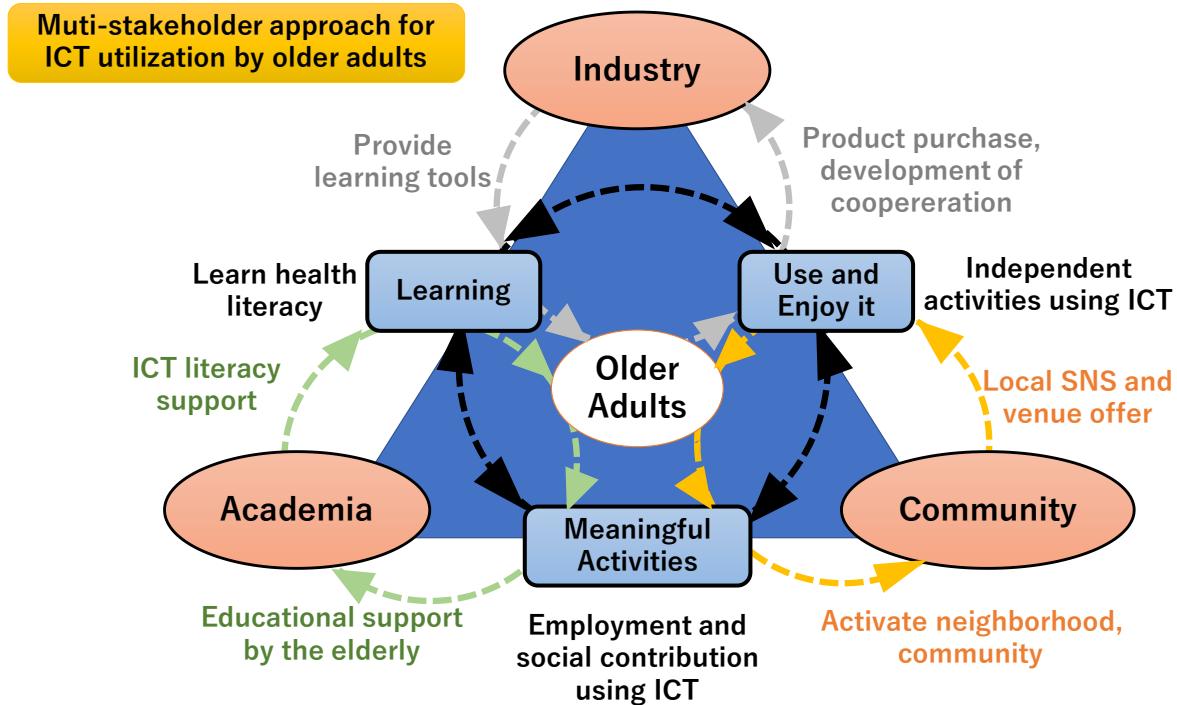 Muti-stakeholder approach for
ICT utilization by older adults
Industry
Provide
learning tools
Product purchase,
development of
coopereration
Learn health
literacy
Learning
Use and
Enjoy it
Independent
activities using ICT
ICT literacy
support
Older
Adults
Local SNS and
venue offer
Academia
Community
Meaningful
Activities
Educational support
by the elderly
Employment and
social contribution
using ICT
Activate neighborhood,
community